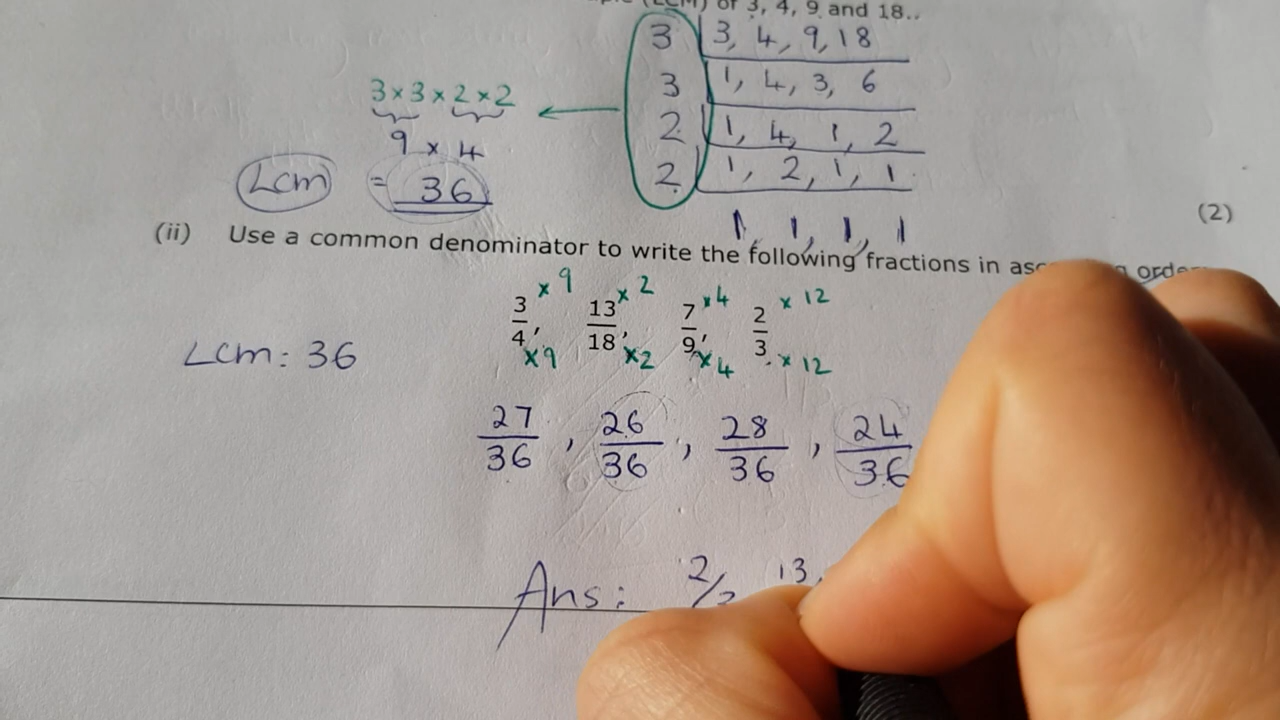 of 3, 4, 9 and 18..
3 3, 4, 9, 18
3 1, 4, 3, 6
3×3×2×2
2 1, 4, 1, 2
9 × 4
2 1, 2, 1, 1
Lcm = 36
1, 1, 1, 1
(2)
(ii) Use a common denominator to write the following fractions in
×9 ×2 ×4 × 12
3/4, 13/18, 7/9, 2/3.
×9 ×2 ×4 × 12
Lcm: 36
27/36, 26/36, 28/36, 24/36
Ans: 2/ 13